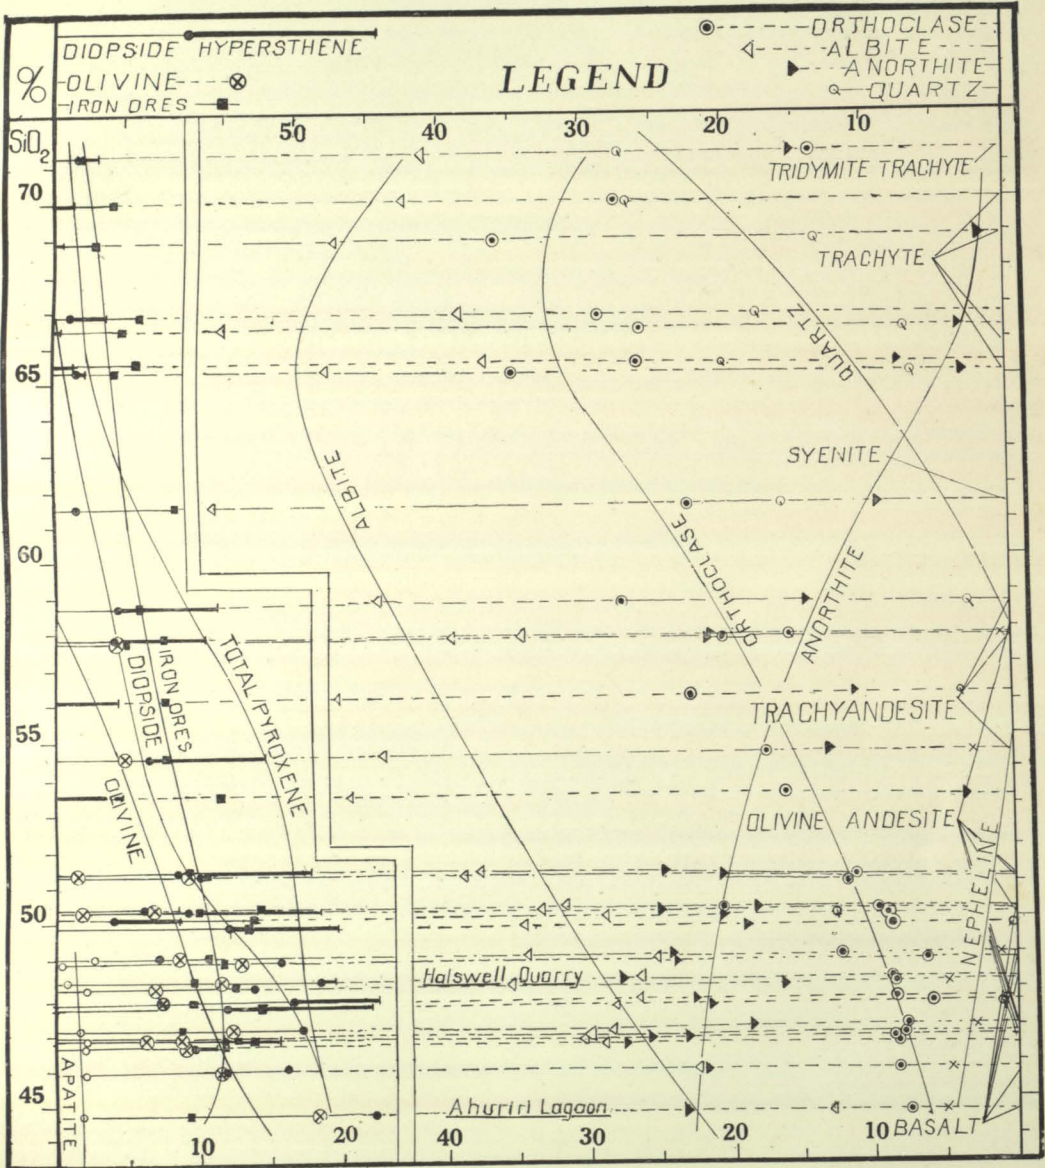 DIOPSIDE HYPERSTHENE
ORTHOCLASE
ALBITE
%
OLIVINE
LEGEND
ANORTHITE
IRON ORES
QUARTZ
SiO2
50 40 30 20 10
TRIDYMITE TRACHYTE
70
TRACHYTE
QUARTZ
65
SYENITE
ALBITE
ORTHOCLASE
ANORTHITE
60
TOTAL PYROXENE
IRON ORES
DIOPSIDE
TRACHYANDESITE
55
OLIVINE
OLIVINE ANDESITE
NEPHELINE
50
Halswell Quarry
APATITE
45
Ahuriri Lagoon
BASALT
10 20 30 20 10